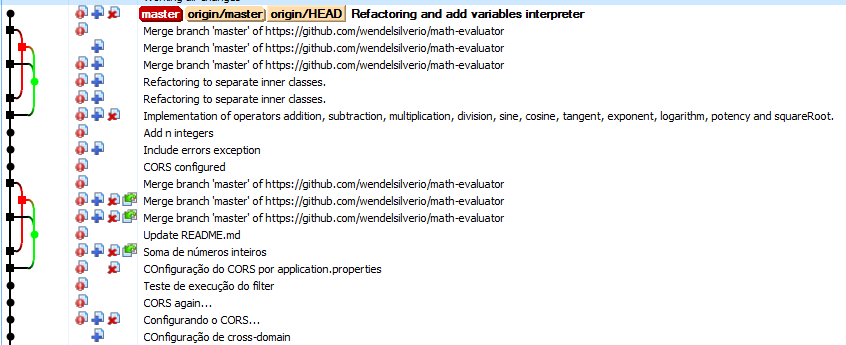 Working dir changes
master origin/master origin/HEAD Refactoring and add variables interpreter
Merge branch 'master' of https://github.com/wendelsilverio/math-evaluator
Merge branch 'master' of https://github.com/wendelsilverio/math-evaluator
Merge branch 'master' of https://github.com/wendelsilverio/math-evaluator
Refactoring to separate inner classes.
Refactoring to separate inner classes.
Implementation of operators addition, subtraction, multiplication, division, sine, cosine, tangent, exponent, logarithm, potency and squareRoot.
Add n integers
Include errors exception
CORS configured
Merge branch 'master' of https://github.com/wendelsilverio/math-evaluator
Merge branch 'master' of https://github.com/wendelsilverio/math-evaluator
Merge branch 'master' of https://github.com/wendelsilverio/math-evaluator
Update README.md
Soma de números inteiros
COnfiguração do CORS por application.properties
Teste de execução do filter
CORS again...
Configurando o CORS...
COnfiguração de cross-domain